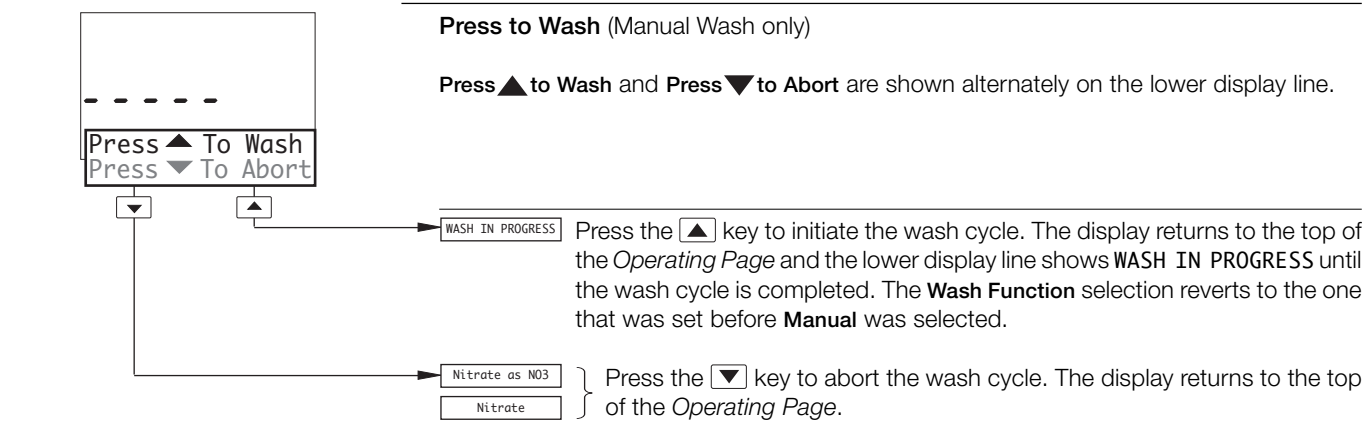 Press to Wash (Manual Wash only)
Press▲to Wash and Press▼to Abort are shown alternately on the lower display line.
- - - - -
Press ▲ To Wash
Press ▼ To Abort
▼ ▲
WASH IN PROGRESS
Press the ▲ key to initiate the wash cycle. The display returns to the top of
the Operating Page and the lower display line shows WASH IN PROGRESS until
the wash cycle is completed. The Wash Function selection reverts to the one
that was set before Manual was selected.
Nitrate as NO3
Nitrate
Press the ▼ key to abort the wash cycle. The display returns to the top
of the Operating Page.